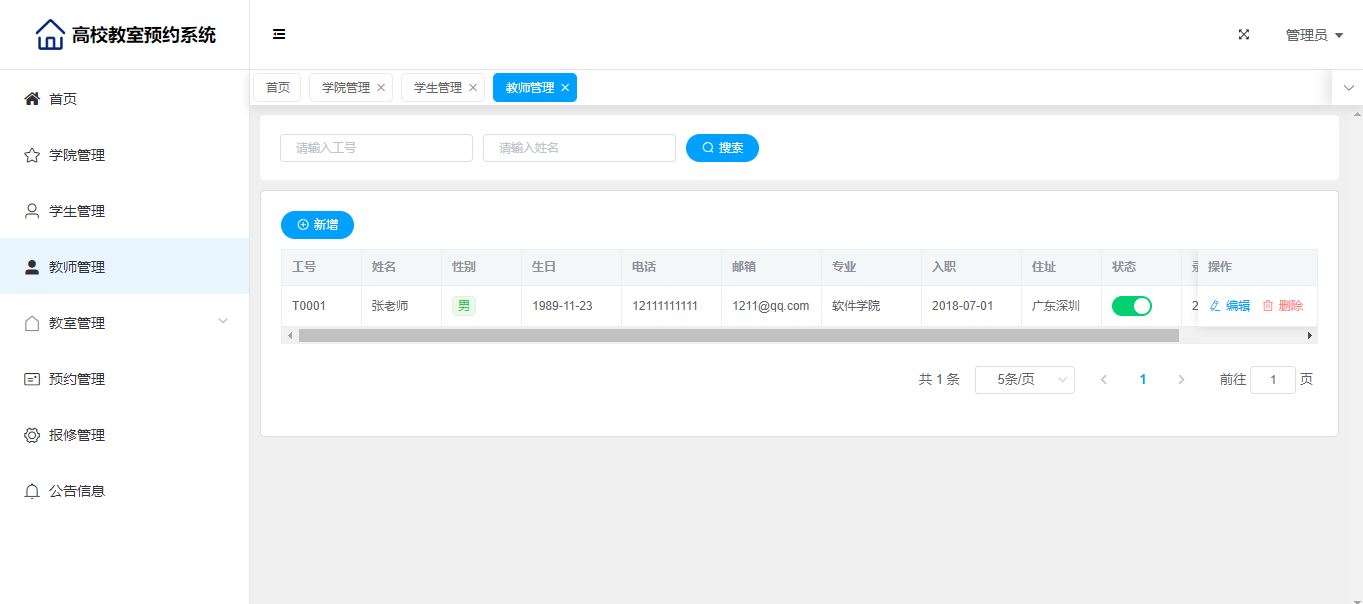 高校教室预约系统
管理员
首页
学院管理
学生管理
教师管理
教室管理
预约管理
报修管理
公告信息
首页 学院管理 学生管理 教师管理
请输入工号 请输入姓名 搜索
新增
工号 姓名 性别 生日 电话 邮箱 专业 入职 住址 状态 操作
T0001 张老师 男 1989-11-23 12111111111 1211@qq.com 软件学院 2018-07-01 广东深圳 2 编辑 删除
共 1 条 5条/页 1 前往 1 页